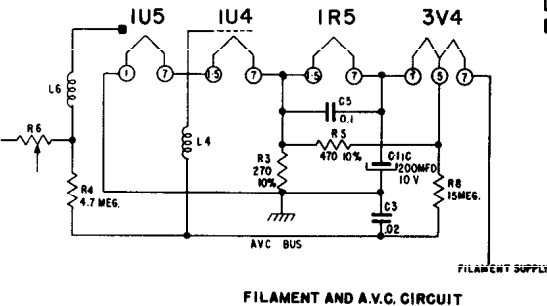 1U5 1U4 1R5 3V4
1 7 1·5 7 1·5 7 1 5 7
L6
C5
0.1
R6
L4
R5
470 10%
R3
270
10%
C11C
200MFD
10 V
R4
4.7 MEG.
R8
15MEG.
C3
.02
AVC BUS
FILAMENT SUPPLY
FILAMENT AND A.V.C. CIRCUIT